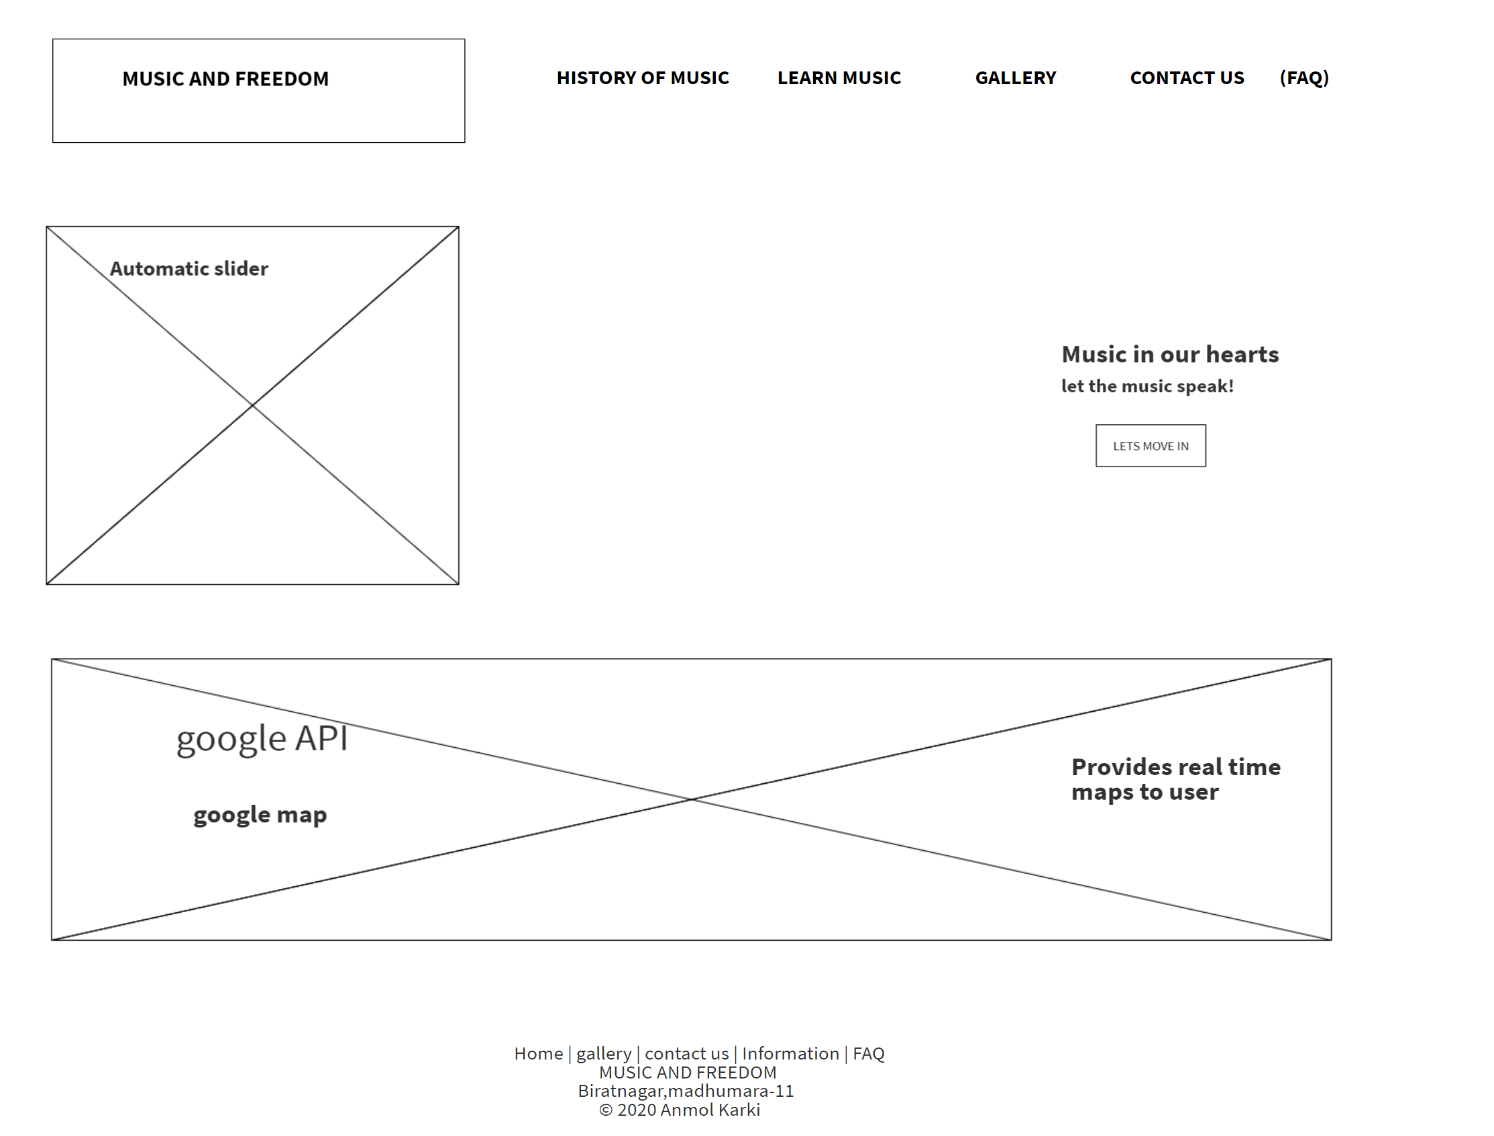 MUSIC AND FREEDOM
HISTORY OF MUSIC LEARN MUSIC GALLERY CONTACT US (FAQ)
Automatic slider
Music in our hearts
let the music speak!
LETS MOVE IN
google API
google map
Provides real time
maps to user
Home | gallery | contact us | Information | FAQ
MUSIC AND FREEDOM
Biratnagar,madhumara-11
© 2020 Anmol Karki